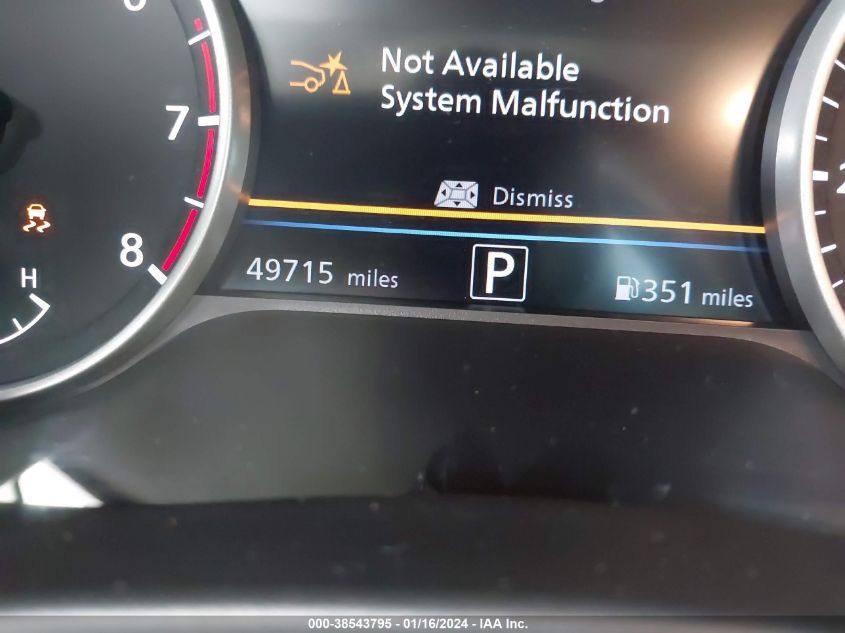 Not Available
System Malfunction
7
Dismiss
8
H
49715 miles
P
351 miles
000-38543795 - 01/16/2024 - IAA Inc.